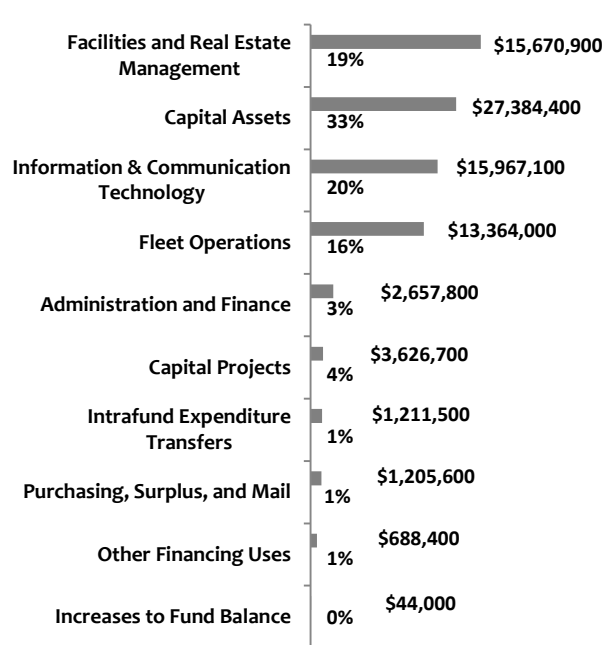 Facilities and Real Estate
Management
$15,670,900
19%
Capital Assets
$27,384,400
33%
Information & Communication
Technology
$15,967,100
20%
Fleet Operations
$13,364,000
16%
Administration and Finance
$2,657,800
3%
Capital Projects
$3,626,700
4%
Intrafund Expenditure
Transfers
$1,211,500
1%
Purchasing, Surplus, and Mail
$1,205,600
1%
Other Financing Uses
$688,400
1%
Increases to Fund Balance
$44,000
0%